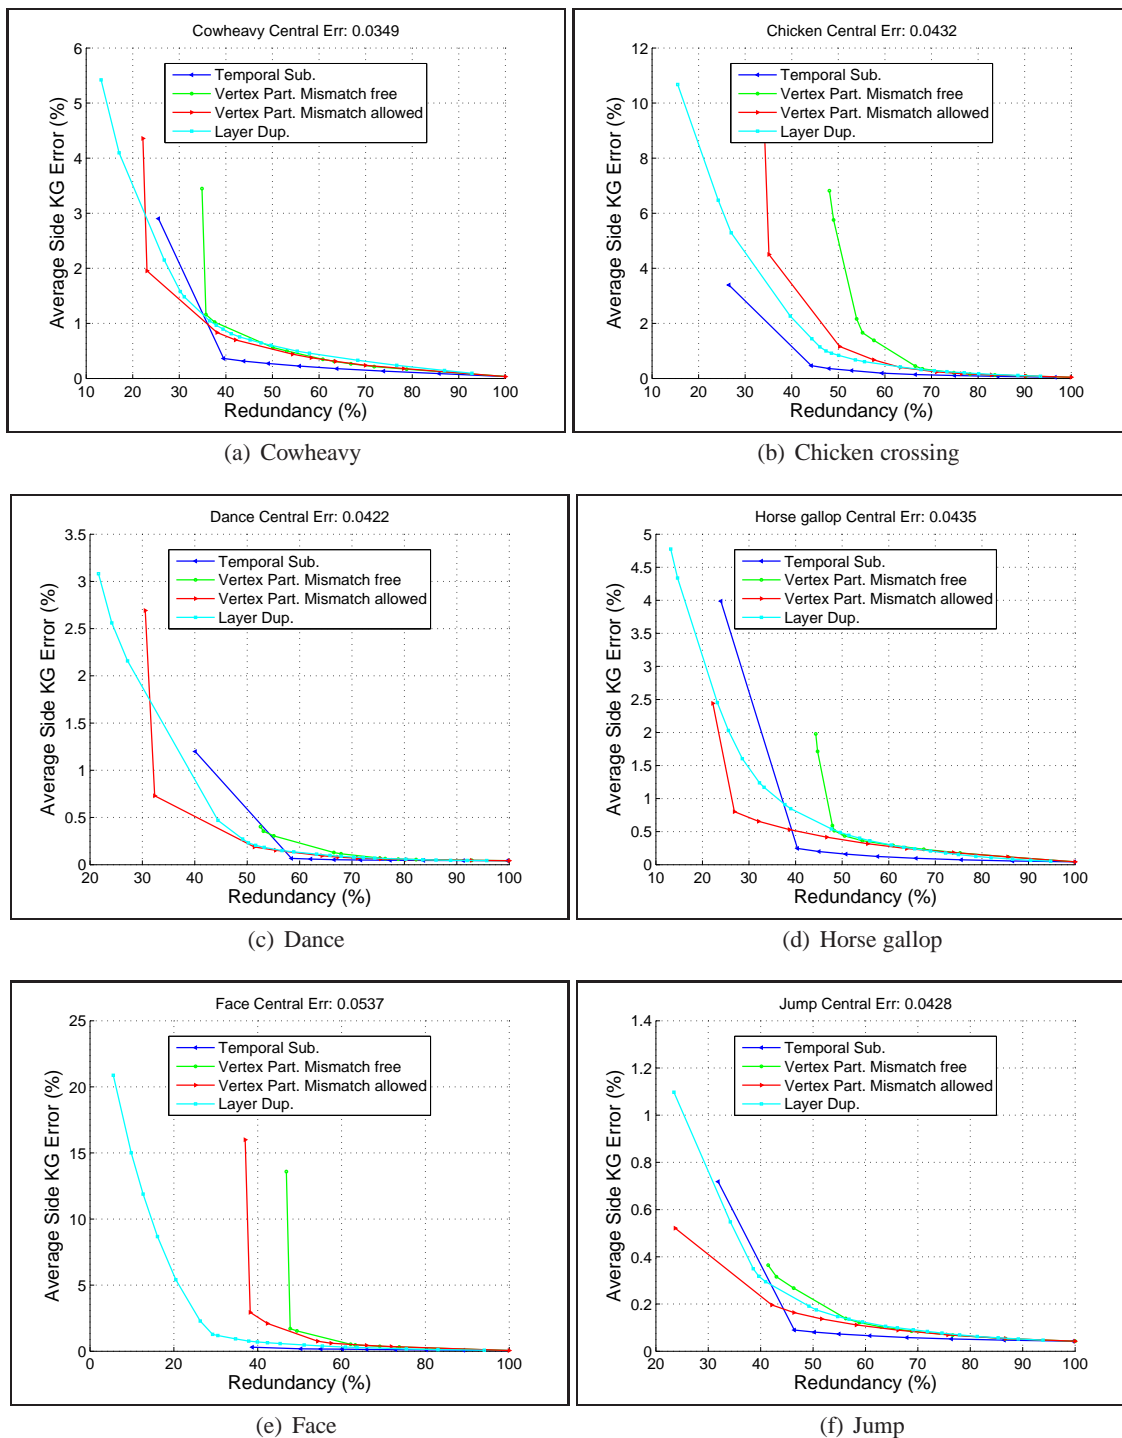 Cowheavy Central Err: 0.0349
6
5
4
3
2
1
0
Average Side KG Error (%)
Temporal Sub.
Vertex Part. Mismatch free
Vertex Part. Mismatch allowed
Layer Dup.
10 20 30 40 50 60 70 80 90 100
Redundancy (%)
(a) Cowheavy
Chicken Central Err: 0.0432
12
10
8
6
4
2
0
Average Side KG Error (%)
Temporal Sub.
Vertex Part. Mismatch free
Vertex Part. Mismatch allowed
Layer Dup.
10 20 30 40 50 60 70 80 90 100
Redundancy (%)
(b) Chicken crossing
Dance Central Err: 0.0422
3.5
3
2.5
2
1.5
1
0.5
0
Average Side KG Error (%)
Temporal Sub.
Vertex Part. Mismatch free
Vertex Part. Mismatch allowed
Layer Dup.
20 30 40 50 60 70 80 90 100
Redundancy (%)
(c) Dance
Horse gallop Central Err: 0.0435
5
4.5
4
3.5
3
2.5
2
1.5
1
0.5
0
Average Side KG Error (%)
Temporal Sub.
Vertex Part. Mismatch free
Vertex Part. Mismatch allowed
Layer Dup.
10 20 30 40 50 60 70 80 90 100
Redundancy (%)
(d) Horse gallop
Face Central Err: 0.0537
25
20
15
10
5
0
Average Side KG Error (%)
Temporal Sub.
Vertex Part. Mismatch free
Vertex Part. Mismatch allowed
Layer Dup.
0 20 40 60 80 100
Redundancy (%)
(e) Face
Jump Central Err: 0.0428
1.4
1.2
1
0.8
0.6
0.4
0.2
0
Average Side KG Error (%)
Temporal Sub.
Vertex Part. Mismatch free
Vertex Part. Mismatch allowed
Layer Dup.
20 30 40 50 60 70 80 90 100
Redundancy (%)
(f) Jump